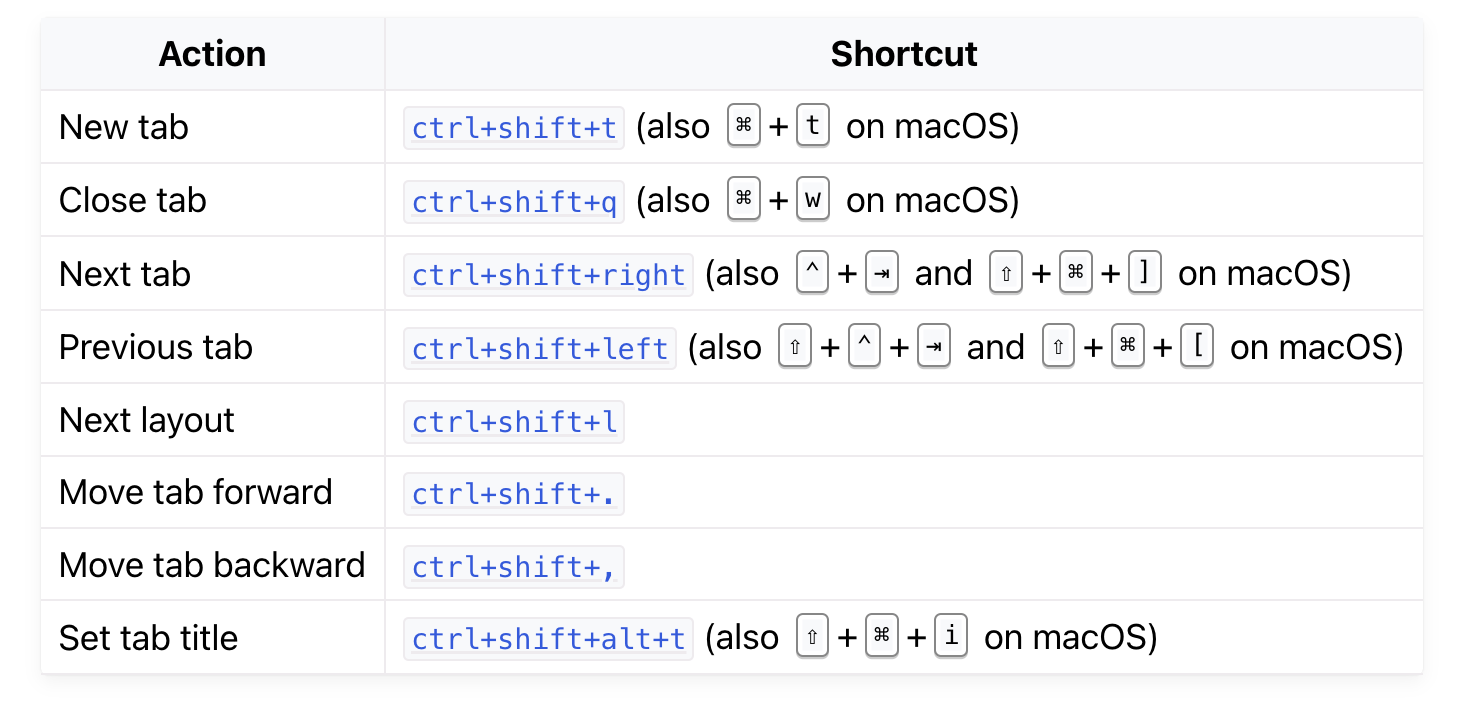 Action Shortcut
New tab ctrl+shift+t (also ⌘+t on macOS)
Close tab ctrl+shift+q (also ⌘+w on macOS)
Next tab ctrl+shift+right (also ^+⇥ and ⇧+⌘+] on macOS)
Previous tab ctrl+shift+left (also ⇧+^+⇥ and ⇧+⌘+[ on macOS)
Next layout ctrl+shift+l
Move tab forward ctrl+shift+.
Move tab backward ctrl+shift+,
Set tab title ctrl+shift+alt+t (also ⇧+⌘+i on macOS)